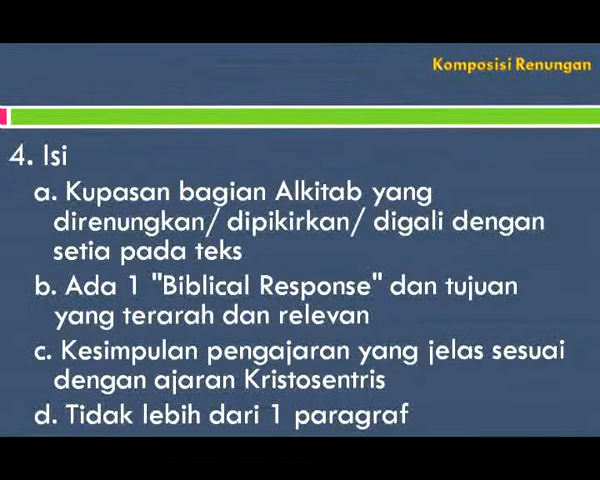 Komposisi Renungan
4. Isi
a. Kupasan bagian Alkitab yang
direnungkan/ dipikirkan/ digali dengan
setia pada teks
b. Ada 1 "Biblical Response" dan tujuan
yang terarah dan relevan
c. Kesimpulan pengajaran yang jelas sesuai
dengan ajaran Kristosentris
d. Tidak lebih dari 1 paragraf